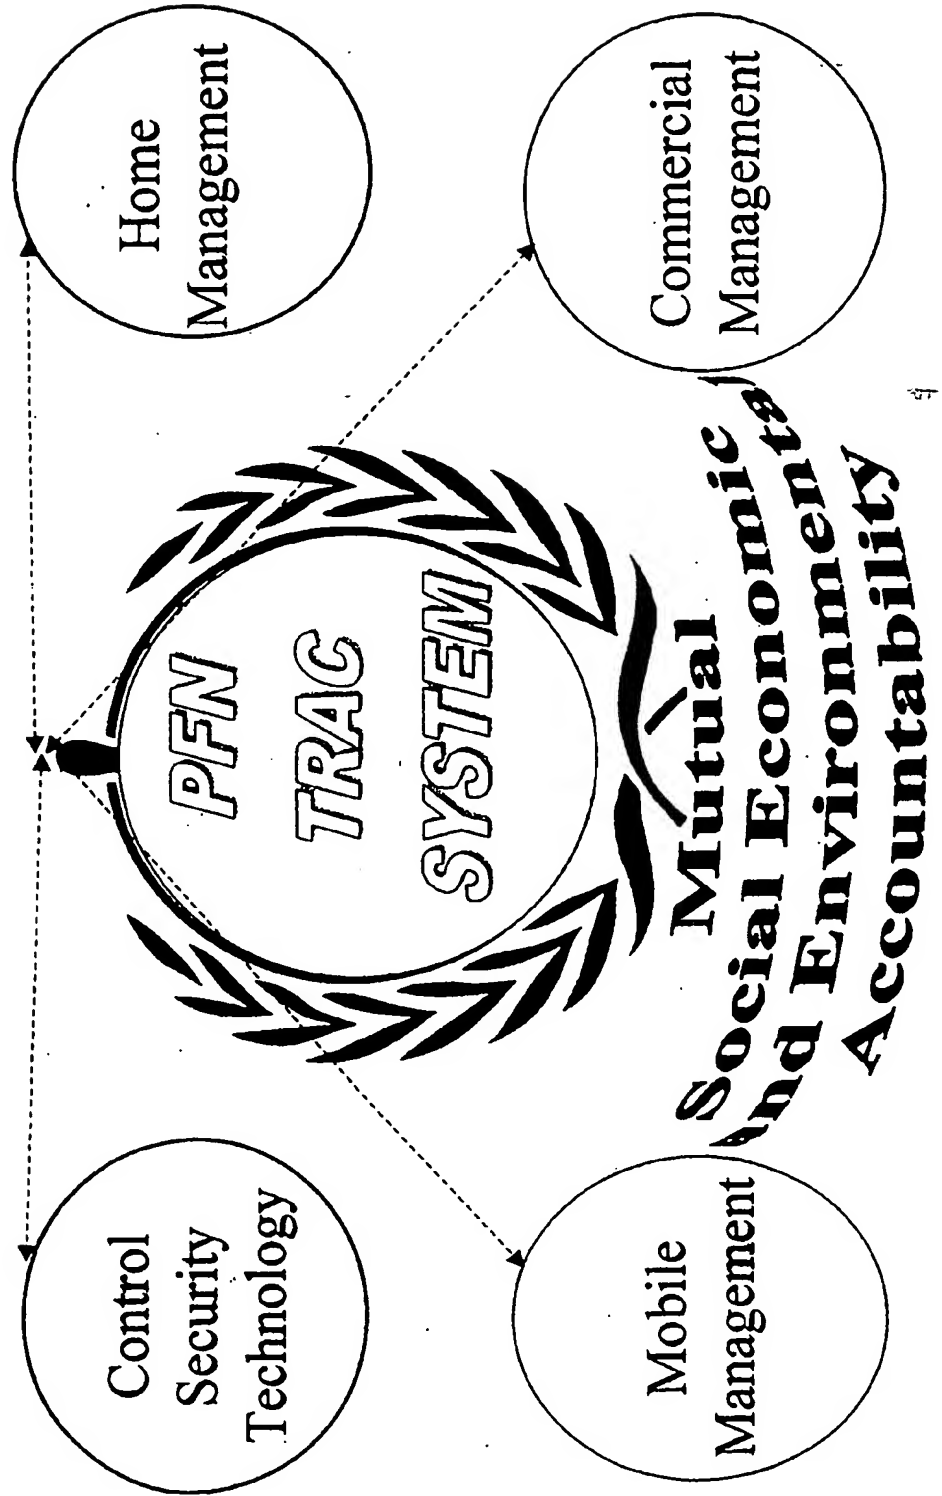 Control
Security
Technology
Home
Management
PFN
TRAC
SYSTEM
Mobile
Management
Commercial
Management
Mutual
Social Economic
And Environmental
Accountability